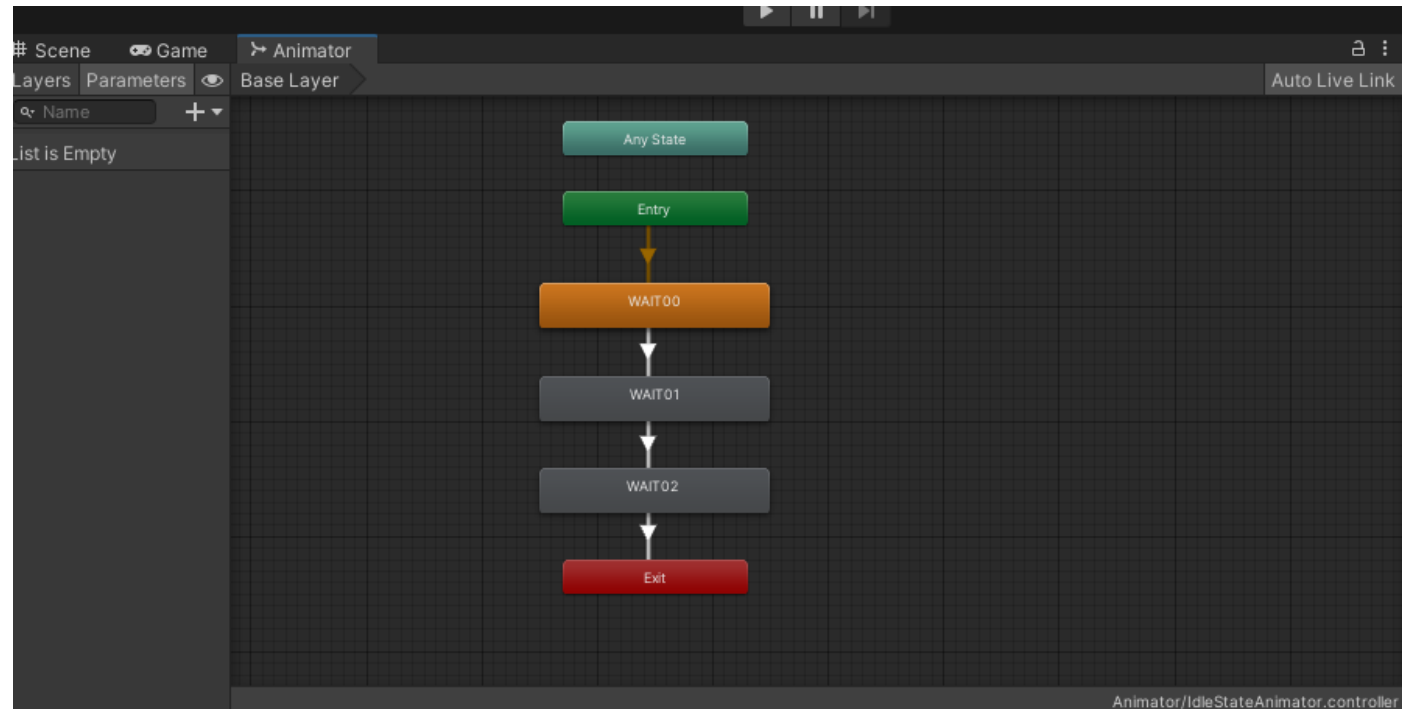 Scene Game Animator
Layers Parameters Base Layer Auto Live Link
Name
List is Empty
Any State
Entry
WAIT00
WAIT01
WAIT02
Exit
Animator/IdleStateAnimator.controller